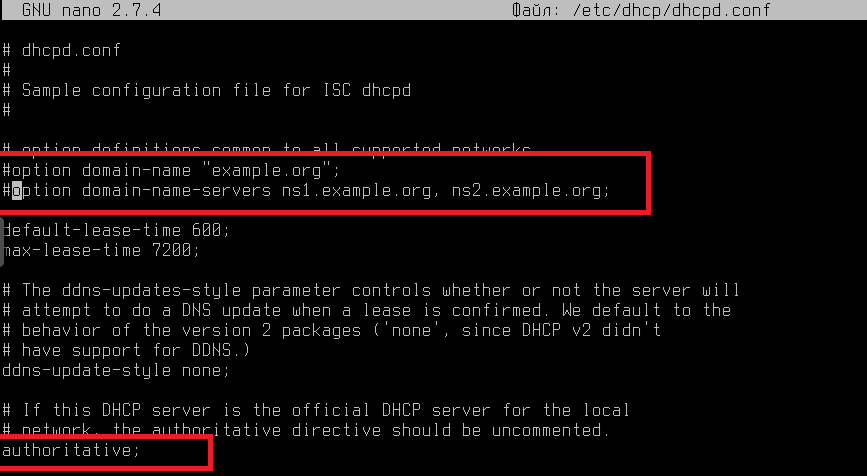 GNU nano 2.7.4 Файл: /etc/dhcp/dhcpd.conf
# dhcpd.conf
#
# Sample configuration file for ISC dhcpd
#
# option definitions common to all supported networks
#option domain-name "example.org";
#option domain-name-servers ns1.example.org, ns2.example.org;
default-lease-time 600;
max-lease-time 7200;
# The ddns-updates-style parameter controls whether or not the server will
# attempt to do a DNS update when a lease is confirmed. We default to the
# behavior of the version 2 packages ('none', since DHCP v2 didn't
# have support for DDNS.)
ddns-update-style none;
# If this DHCP server is the official DHCP server for the local
# network, the authoritative directive should be uncommented.
authoritative;